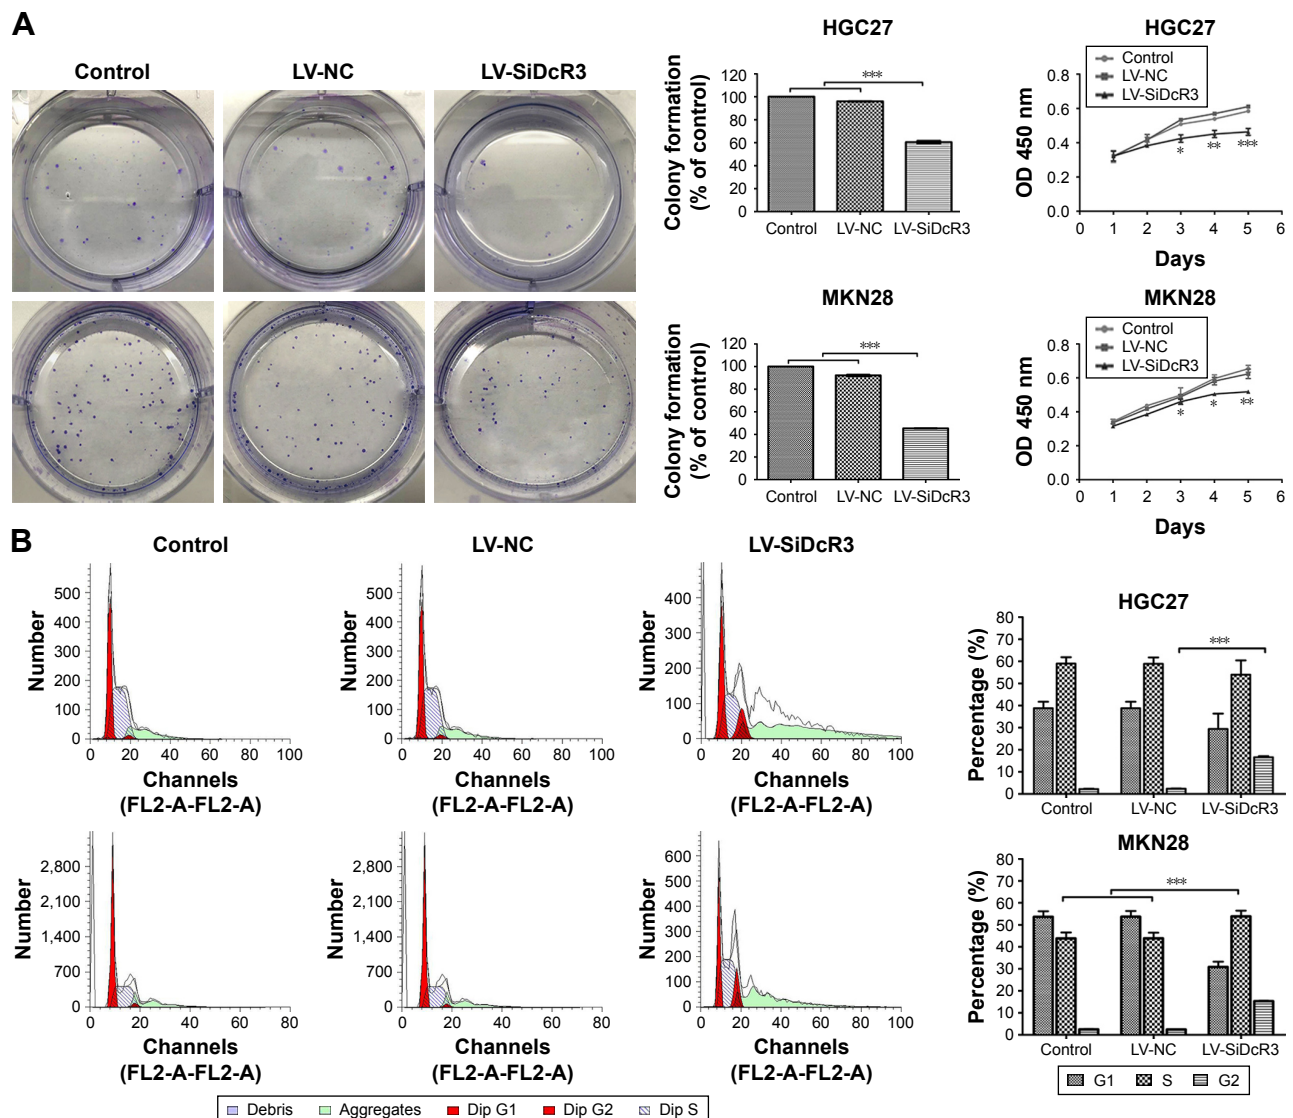 A
Control
LV-NC
LV-SiDcR3
HGC27
Colony formation
(% of control)
120
100
80
60
40
20
0
***
Control
LV-NC
LV-SiDcR3
HGC27
Control
LV-NC
LV-SiDcR3
OD 450 nm
0.8
0.6
0.4
0.2
0.0
*
**
***
0 1 2 3 4 5 6
Days
MKN28
Colony formation
(% of control)
120
100
80
60
40
20
0
***
Control
LV-NC
LV-SiDcR3
MKN28
Control
LV-NC
LV-SiDcR3
OD 450 nm
0.8
0.6
0.4
0.2
0.0
*
*
**
0 1 2 3 4 5 6
Days
B
Control
Number
500
400
300
200
100
0
0 20 40 60 80 100
Channels
(FL2-A-FL2-A)
LV-NC
Number
500
400
300
200
100
0
0 20 40 60 80 100
Channels
(FL2-A-FL2-A)
LV-SiDcR3
Number
400
300
200
100
0
0 20 40 60 80 100
Channels
(FL2-A-FL2-A)
HGC27
Percentage (%)
80
70
60
50
40
30
20
10
0
***
Control
LV-NC
LV-SiDcR3
Number
2,800
2,100
1,400
700
0
0 20 40 60 80
Channels
(FL2-A-FL2-A)
Number
2,800
2,100
1,400
700
0
0 20 40 60 80
Channels
(FL2-A-FL2-A)
Number
600
500
400
300
200
100
0
0 20 40 60 80 100
Channels
(FL2-A-FL2-A)
MKN28
Percentage (%)
80
70
60
50
40
30
20
10
0
***
Control
LV-NC
LV-SiDcR3
G1 S G2
Debris Aggregates Dip G1 Dip G2 Dip S